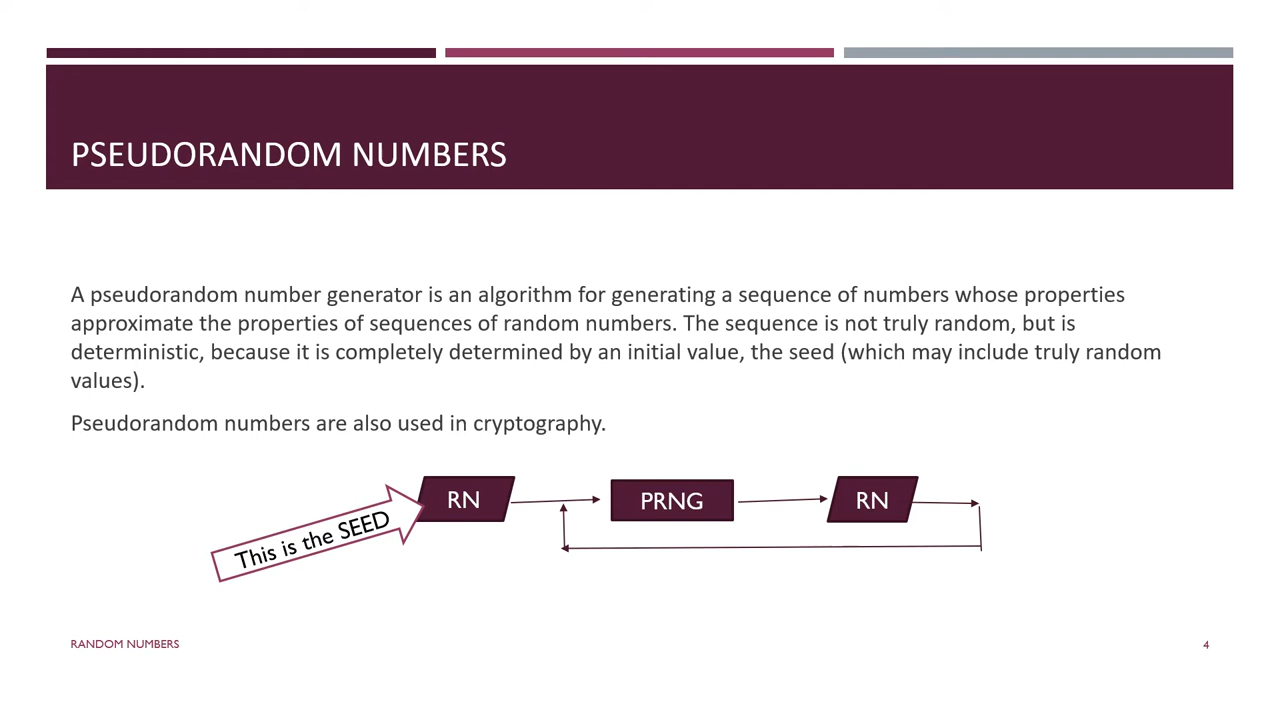 PSEUDORANDOM NUMBERS
A pseudorandom number generator is an algorithm for generating a sequence of numbers whose properties
approximate the properties of sequences of random numbers. The sequence is not truly random, but is
deterministic, because it is completely determined by an initial value, the seed (which may include truly random
values).
Pseudorandom numbers are also used in cryptography.
This is the SEED
RN
PRNG
RN
RANDOM NUMBERS
4